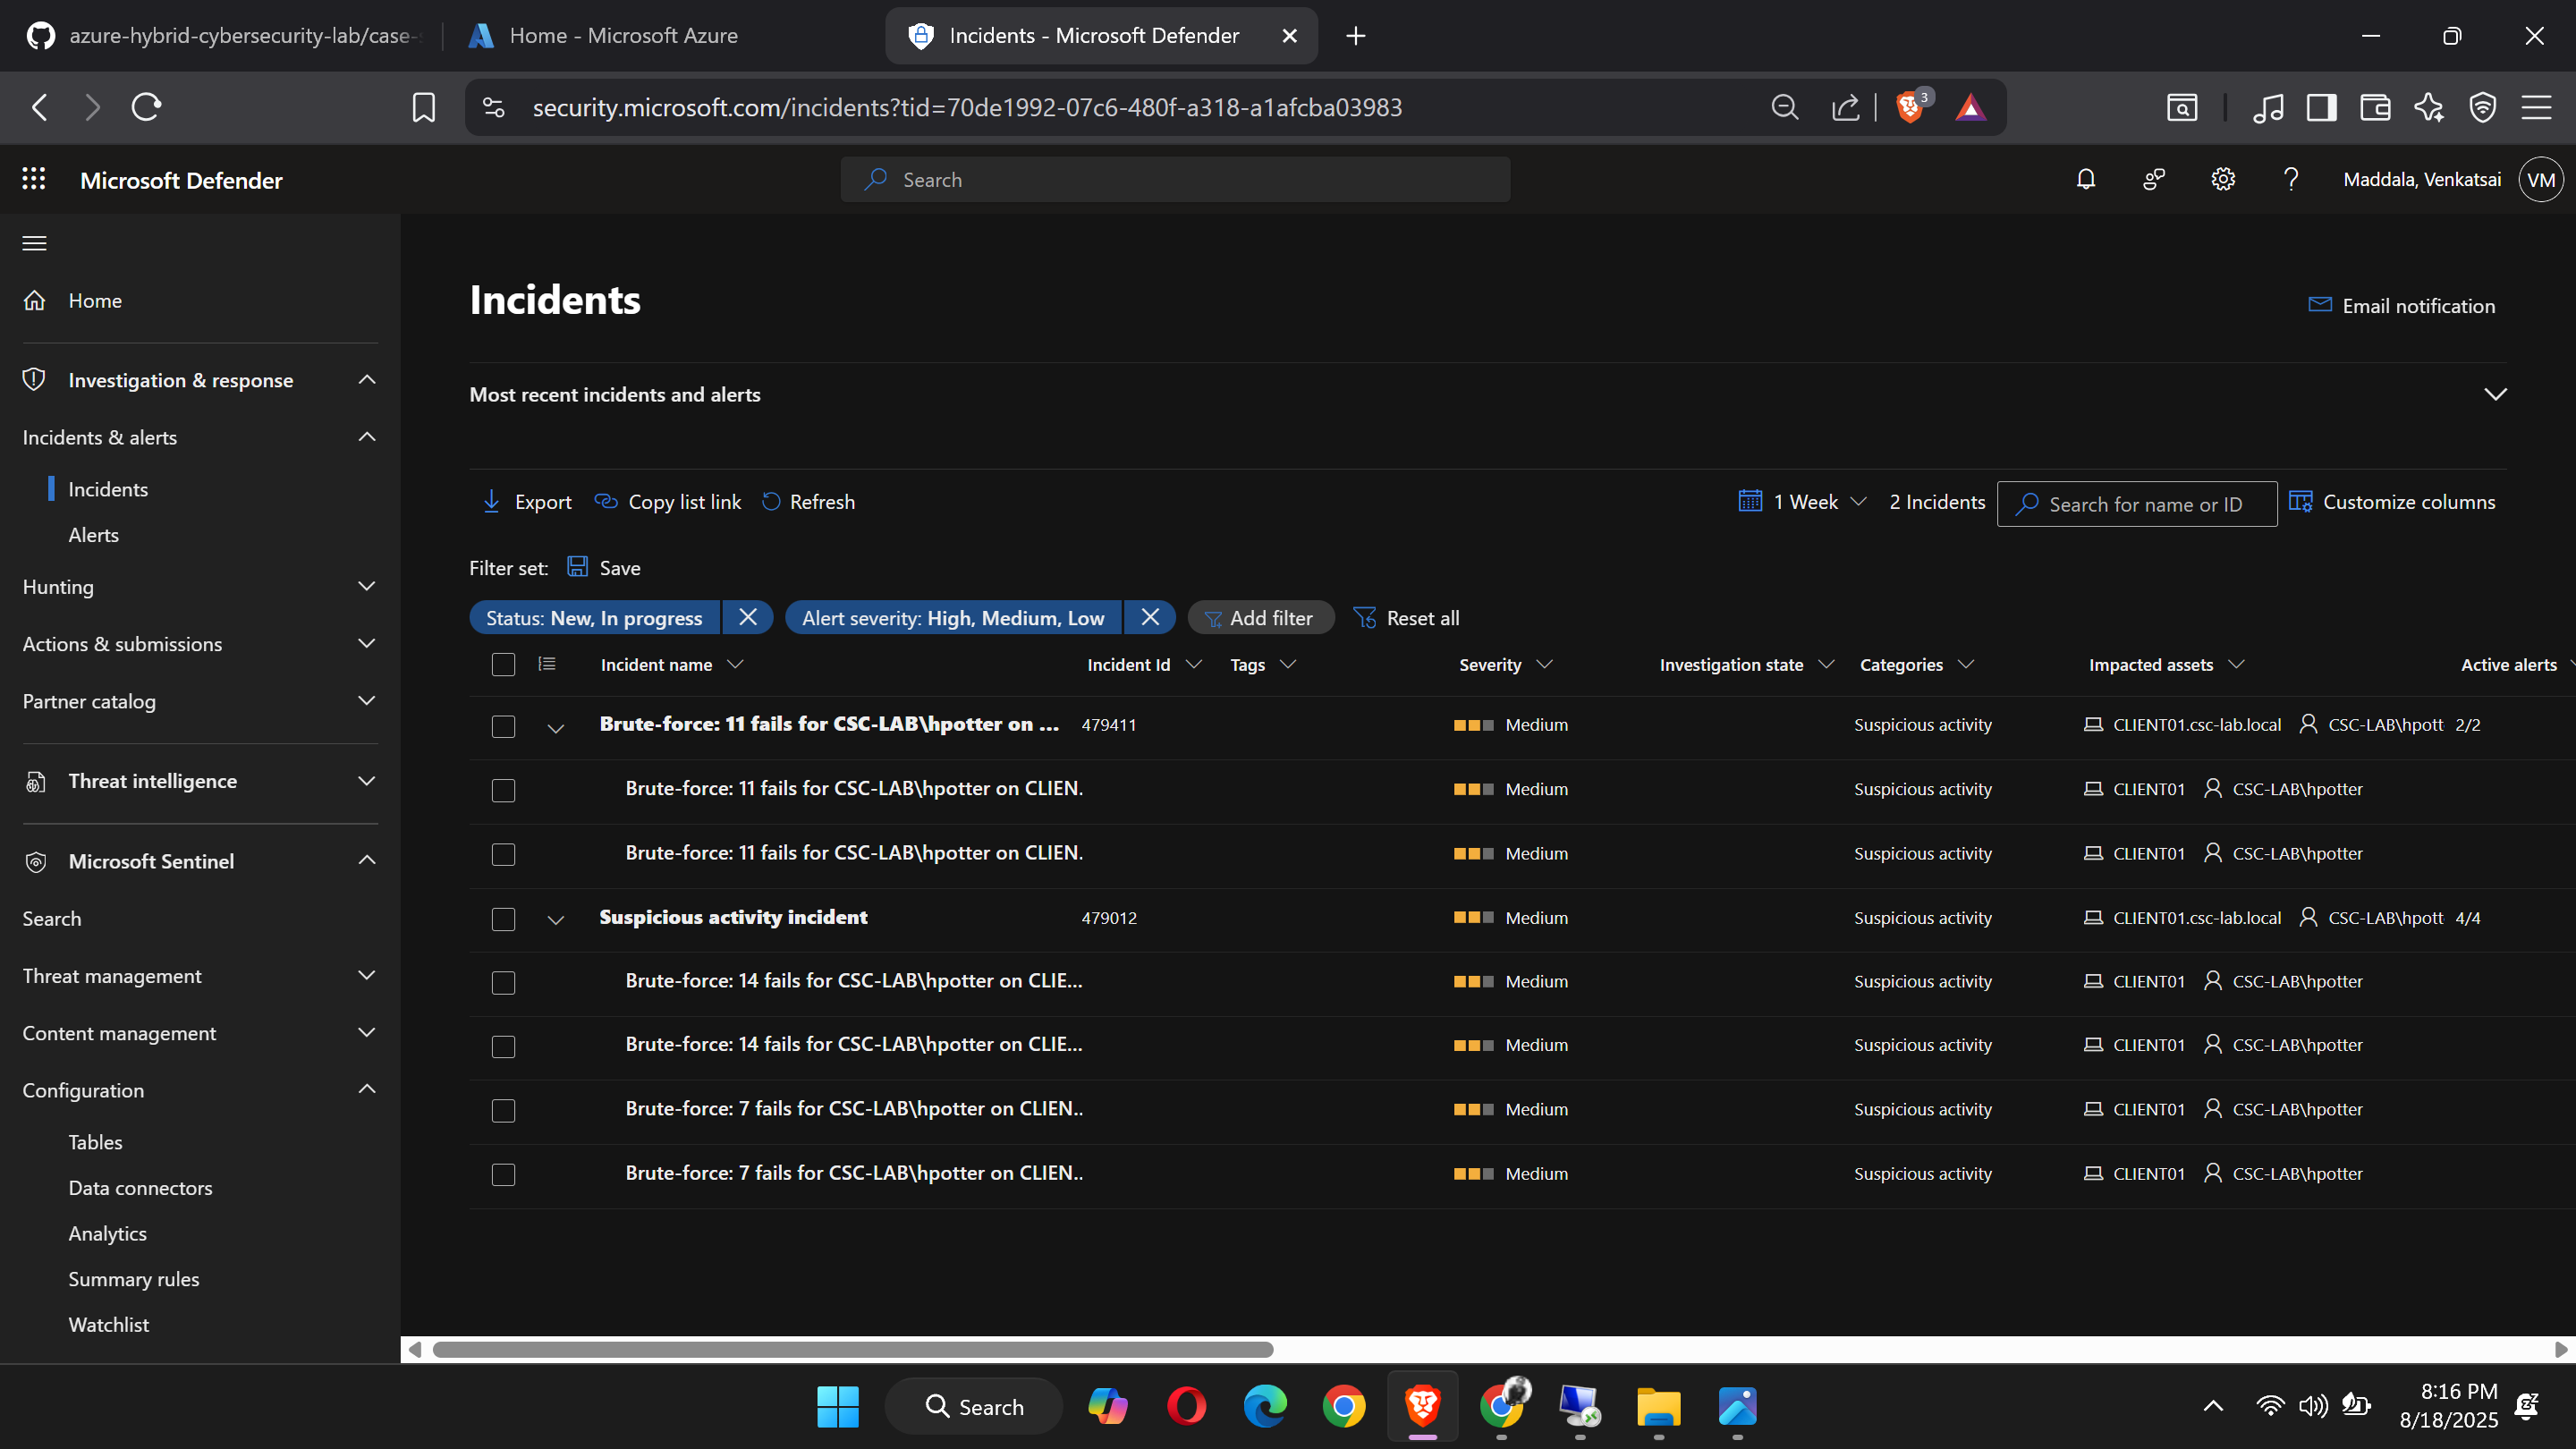 azure-hybrid-cybersecurity-lab/case-
Home - Microsoft Azure
Incidents - Microsoft Defender
security.microsoft.com/incidents?tid=70de1992-07c6-480f-a318-a1afcba03983
3
Microsoft Defender
Search
Maddala, Venkatsai
VM
Home
Investigation & response
Incidents & alerts
Incidents
Alerts
Hunting
Actions & submissions
Partner catalog
Threat intelligence
Microsoft Sentinel
Search
Threat management
Content management
Configuration
Tables
Data connectors
Analytics
Summary rules
Watchlist
Incidents
Email notification
Most recent incidents and alerts
Export Copy list link Refresh
1 Week 2 Incidents Search for name or ID Customize columns
Filter set: Save
Status: New, In progress Alert severity: High, Medium, Low Add filter Reset all
Incident name Incident Id Tags Severity Investigation state Categories Impacted assets Active alerts
Brute-force: 11 fails for CSC-LAB\hpotter on ... 479411 Medium Suspicious activity CLIENT01.csc-lab.local CSC-LAB\hpott 2/2
Brute-force: 11 fails for CSC-LAB\hpotter on CLIEN. Medium Suspicious activity CLIENT01 CSC-LAB\hpotter
Brute-force: 11 fails for CSC-LAB\hpotter on CLIEN. Medium Suspicious activity CLIENT01 CSC-LAB\hpotter
Suspicious activity incident 479012 Medium Suspicious activity CLIENT01.csc-lab.local CSC-LAB\hpott 4/4
Brute-force: 14 fails for CSC-LAB\hpotter on CLIE... Medium Suspicious activity CLIENT01 CSC-LAB\hpotter
Brute-force: 14 fails for CSC-LAB\hpotter on CLIE... Medium Suspicious activity CLIENT01 CSC-LAB\hpotter
Brute-force: 7 fails for CSC-LAB\hpotter on CLIEN.. Medium Suspicious activity CLIENT01 CSC-LAB\hpotter
Brute-force: 7 fails for CSC-LAB\hpotter on CLIEN.. Medium Suspicious activity CLIENT01 CSC-LAB\hpotter
Search
8:16 PM
8/18/2025